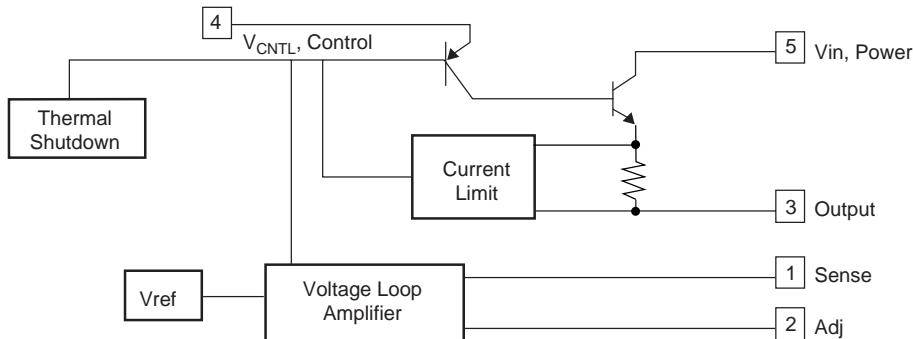 4
V_CNTL, Control
5 Vin, Power
Thermal
Shutdown
Current
Limit
3 Output
1 Sense
Vref
Voltage Loop
Amplifier
2 Adj